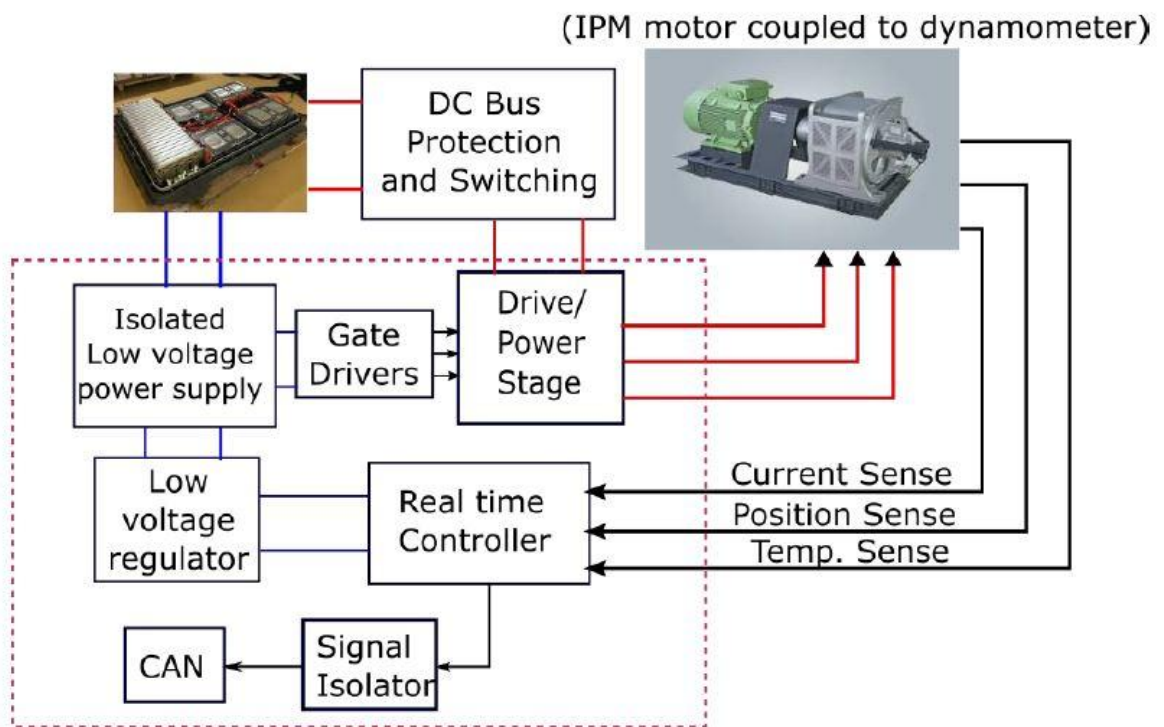 (IPM motor coupled to dynamometer)
DC Bus
Protection
and Switching
Isolated
Low voltage
power supply
Gate
Drivers
Drive/
Power
Stage
Low
voltage
regulator
Real time
Controller
Current Sense
Position Sense
Temp. Sense
CAN
Signal
Isolator